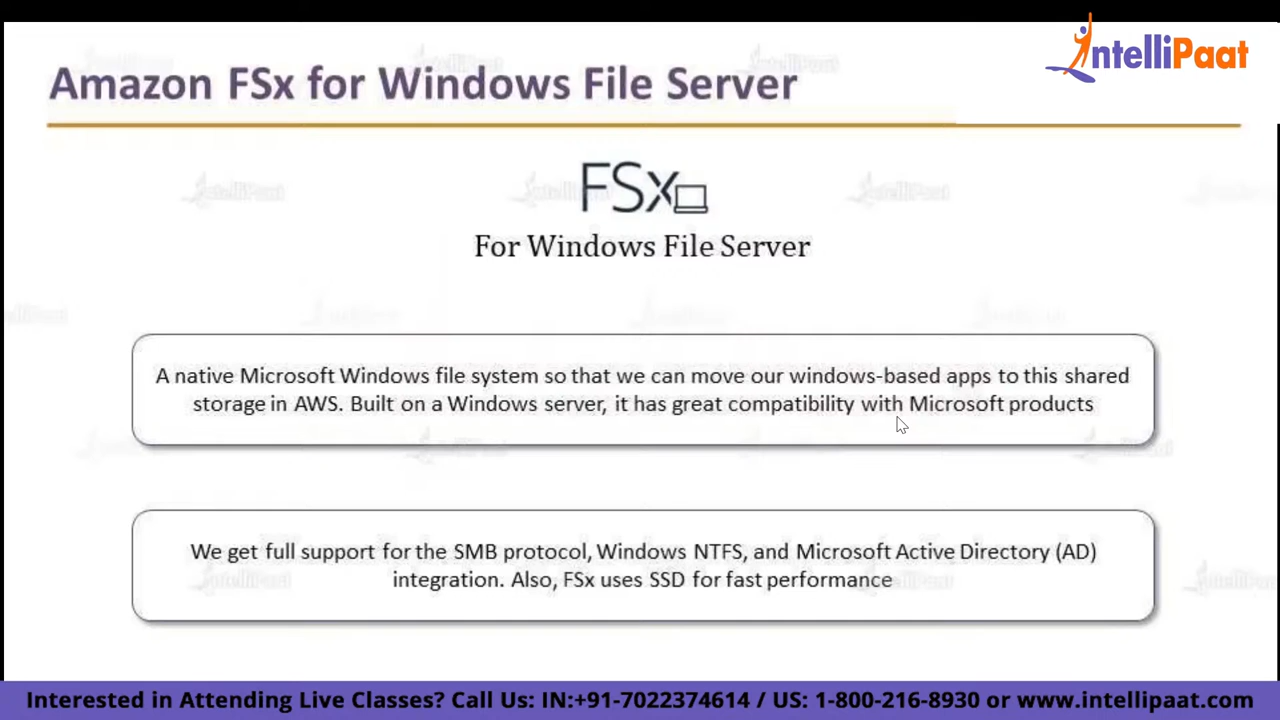 IntelliPaat
Amazon FSx for Windows File Server
FSx
For Windows File Server
A native Microsoft Windows file system so that we can move our windows-based apps to this shared
storage in AWS. Built on a Windows server, it has great compatibility with Microsoft products
We get full support for the SMB protocol, Windows NTFS, and Microsoft Active Directory (AD)
integration. Also, FSx uses SSD for fast performance
Interested in Attending Live Classes? Call Us: IN:+91-7022374614 / US: 1-800-216-8930 or www.intellipaat.com